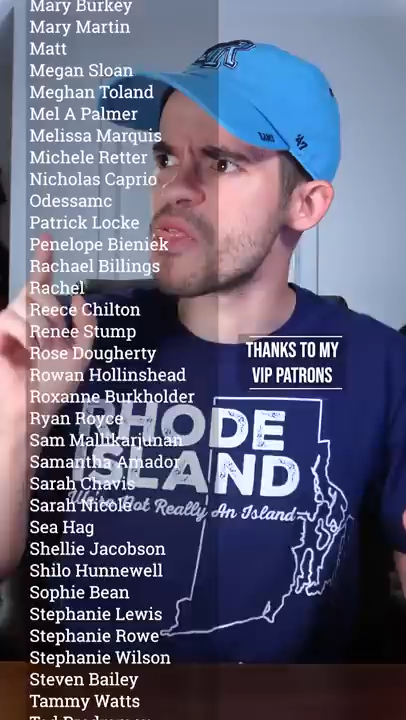 Mary Burkey
Mary Martin
Matt
Megan Sloan
Meghan Toland
Mel A Palmer
Melissa Marquis
Michele Retter
Nicholas Caprio
Odessamc
Patrick Locke
Penelope Bieniek
Rachael Billings
Rachel
Reece Chilton
Renee Stump
Rose Dougherty
Rowan Hollinshead
Roxanne Burkholder
Ryan Royce
Sam Mallikarjunan
Samantha Amador
Sarah Chavis
Sarah Nicole
Sea Hag
Shellie Jacobson
Shilo Hunnewell
Sophie Bean
Stephanie Lewis
Stephanie Rowe
Stephanie Wilson
Steven Bailey
Tammy Watts
THANKS TO MY
VIP PATRONS
RAMS
'47
RHODE
ISLAND
We're Not Really An Island